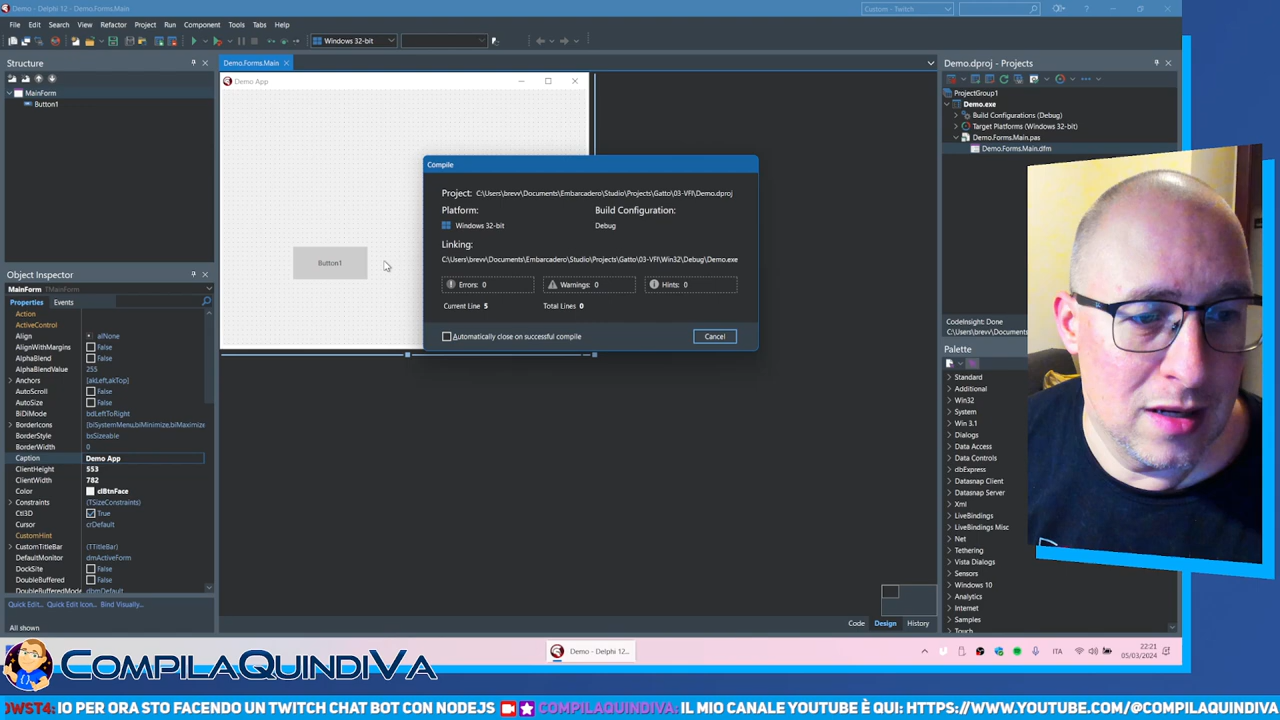 Demo - Delphi 12 - Demo.Forms.Main
Custom - Twitch
File Edit Search View Refactor Project Run Component Tools Tabs Help
Windows 32-bit
Structure
MainForm
Button1
Demo.Forms.Main
Demo App
Button1
Compile
Project: C:\Users\brevv\Documents\Embarcadero\Studio\Projects\Gatto\03-VFI\Demo.dproj
Platform: Build Configuration:
Windows 32-bit Debug
Linking:
C:\Users\brevv\Documents\Embarcadero\Studio\Projects\Gatto\03-VFI\Win32\Debug\Demo.exe
Errors: 0 Warnings: 0 Hints: 0
Current Line 5 Total Lines 0
Automatically close on successful compile
Cancel
Object Inspector
MainForm TMainForm
Properties Events
Action
ActiveControl
Align alNone
AlignWithMargins False
AlphaBlend False
AlphaBlendValue 255
Anchors [akLeft,akTop]
AutoScroll False
AutoSize False
BiDiMode bdLeftToRight
BorderIcons [biSystemMenu,biMinimize,biMaximize
BorderStyle bsSizeable
BorderWidth 0
Caption Demo App
ClientHeight 553
ClientWidth 782
Color clBtnFace
Constraints (TSizeConstraints)
Ctl3D True
Cursor crDefault
CustomHint
CustomTitleBar (TTitleBar)
DefaultMonitor dmActiveForm
DockSite False
DoubleBuffered False
DoubleBufferedMode dbmDefault
Quick Edit... Quick Edit Icon... Bind Visually...
All shown
Code Design History
Demo.dproj - Projects
ProjectGroup1
Demo.exe
Build Configurations (Debug)
Target Platforms (Windows 32-bit)
Demo.Forms.Main.pas
Demo.Forms.Main.dfm
CodeInsight: Done
C:\Users\brevv\Documents
Palette
Standard
Additional
Win32
System
Win 3.1
Dialogs
Data Access
Data Controls
dbExpress
Datasnap Client
Datasnap Server
Xml
LiveBindings
LiveBindings Misc
Net
Tethering
Vista Dialogs
Sensors
Windows 10
Analytics
Internet
Samples
Touch
Demo - Delphi 12...
ITA
22:21
05/03/2024
COMPILAQUINDIVA
OWST4: IO PER ORA STO FACENDO UN TWITCH CHAT BOT CON NODEJS COMPILAQUINDIVA: IL MIO CANALE YOUTUBE È QUI: HTTPS://WWW.YOUTUBE.COM/@COMPILAQUINDIVA